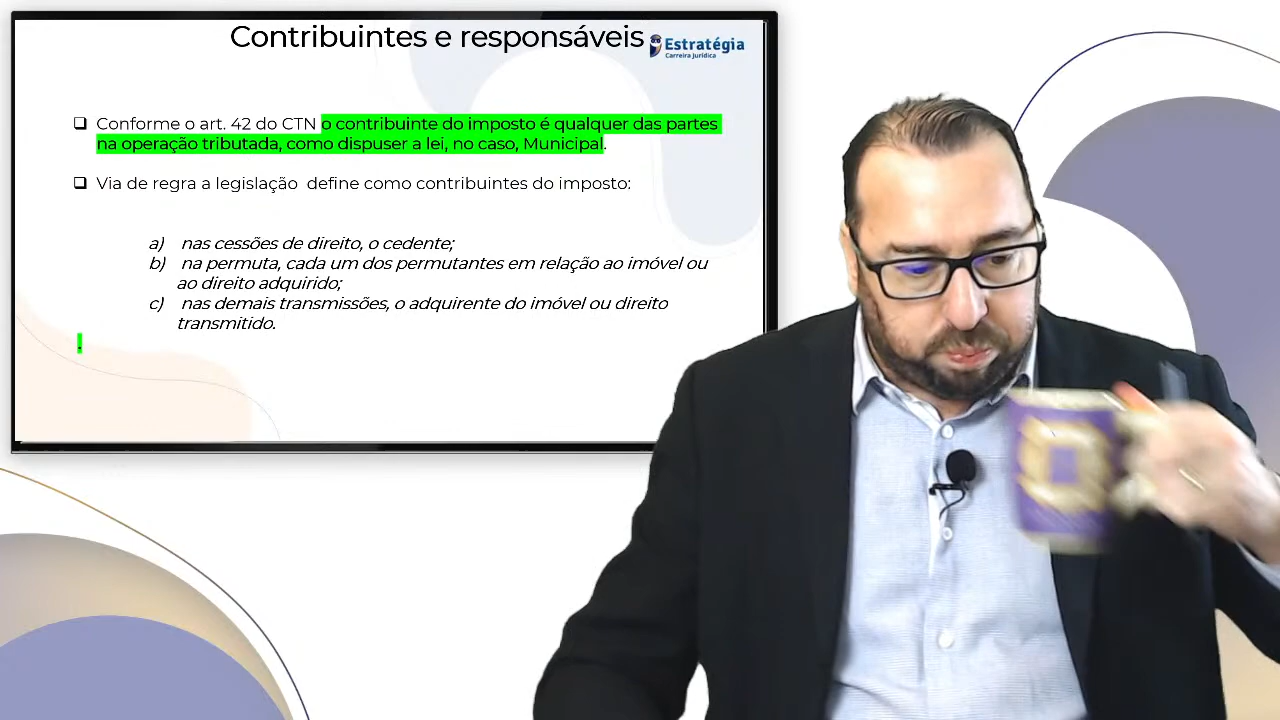 Contribuintes e responsáveis
Estratégia
Carreira Jurídica
❑ Conforme o art. 42 do CTN o contribuinte do imposto é qualquer das partes
na operação tributada, como dispuser a lei, no caso, Municipal.
❑ Via de regra a legislação define como contribuintes do imposto:
a) nas cessões de direito, o cedente;
b) na permuta, cada um dos permutantes em relação ao imóvel ou
ao direito adquirido;
c) nas demais transmissões, o adquirente do imóvel ou direito
transmitido.
.